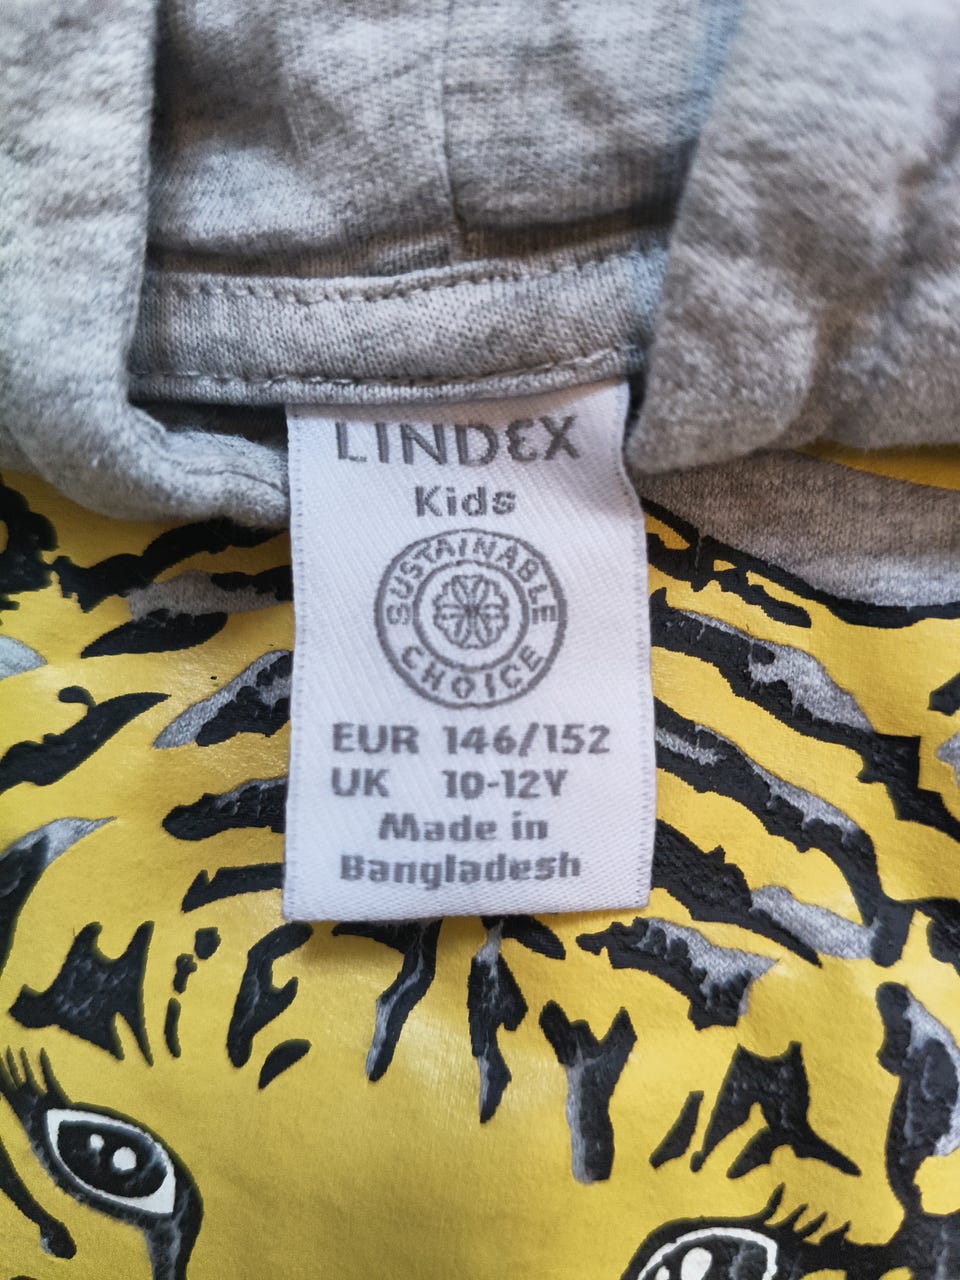 LINDEX
Kids
SUSTAINABLE
CHOICE
EUR 146/152
UK 10-12Y
Made in
Bangladesh